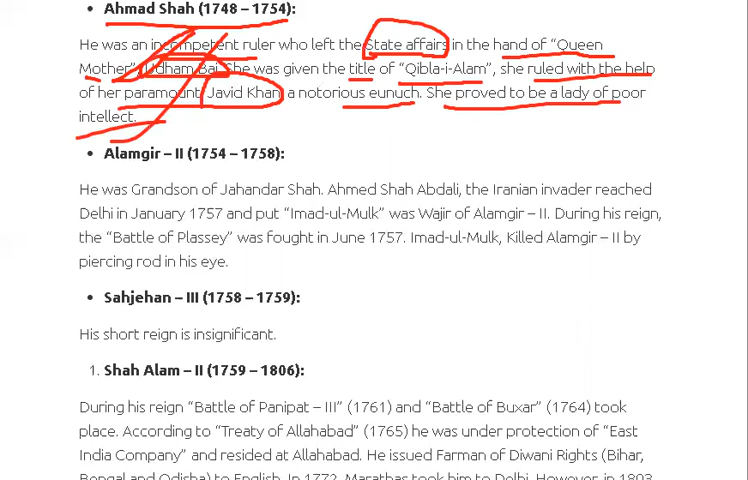 • Ahmad Shah (1748 – 1754):
He was an incompetent ruler who left the State affairs in the hand of “Queen
Mother” Udham Bai. She was given the title of “Qibla-i-Alam”, she ruled with the help
of her paramount Javid Khan, a notorious eunuch. She proved to be a lady of poor
intellect.
• Alamgir – II (1754 – 1758):
He was Grandson of Jahandar Shah. Ahmed Shah Abdali, the Iranian invader reached
Delhi in January 1757 and put “Imad-ul-Mulk” was Wajir of Alamgir – II. During his reign,
the “Battle of Plassey” was fought in June 1757. Imad-ul-Mulk, Killed Alamgir – II by
piercing rod in his eye.
• Sahjehan – III (1758 – 1759):
His short reign is insignificant.
1. Shah Alam – II (1759 – 1806):
During his reign “Battle of Panipat – III” (1761) and “Battle of Buxar” (1764) took
place. According to “Treaty of Allahabad” (1765) he was under protection of “East
India Company” and resided at Allahabad. He issued Farman of Diwani Rights (Bihar,
Bengal and Odisha) to English. In 1772, Marathas took him to Delhi. However, in 1803